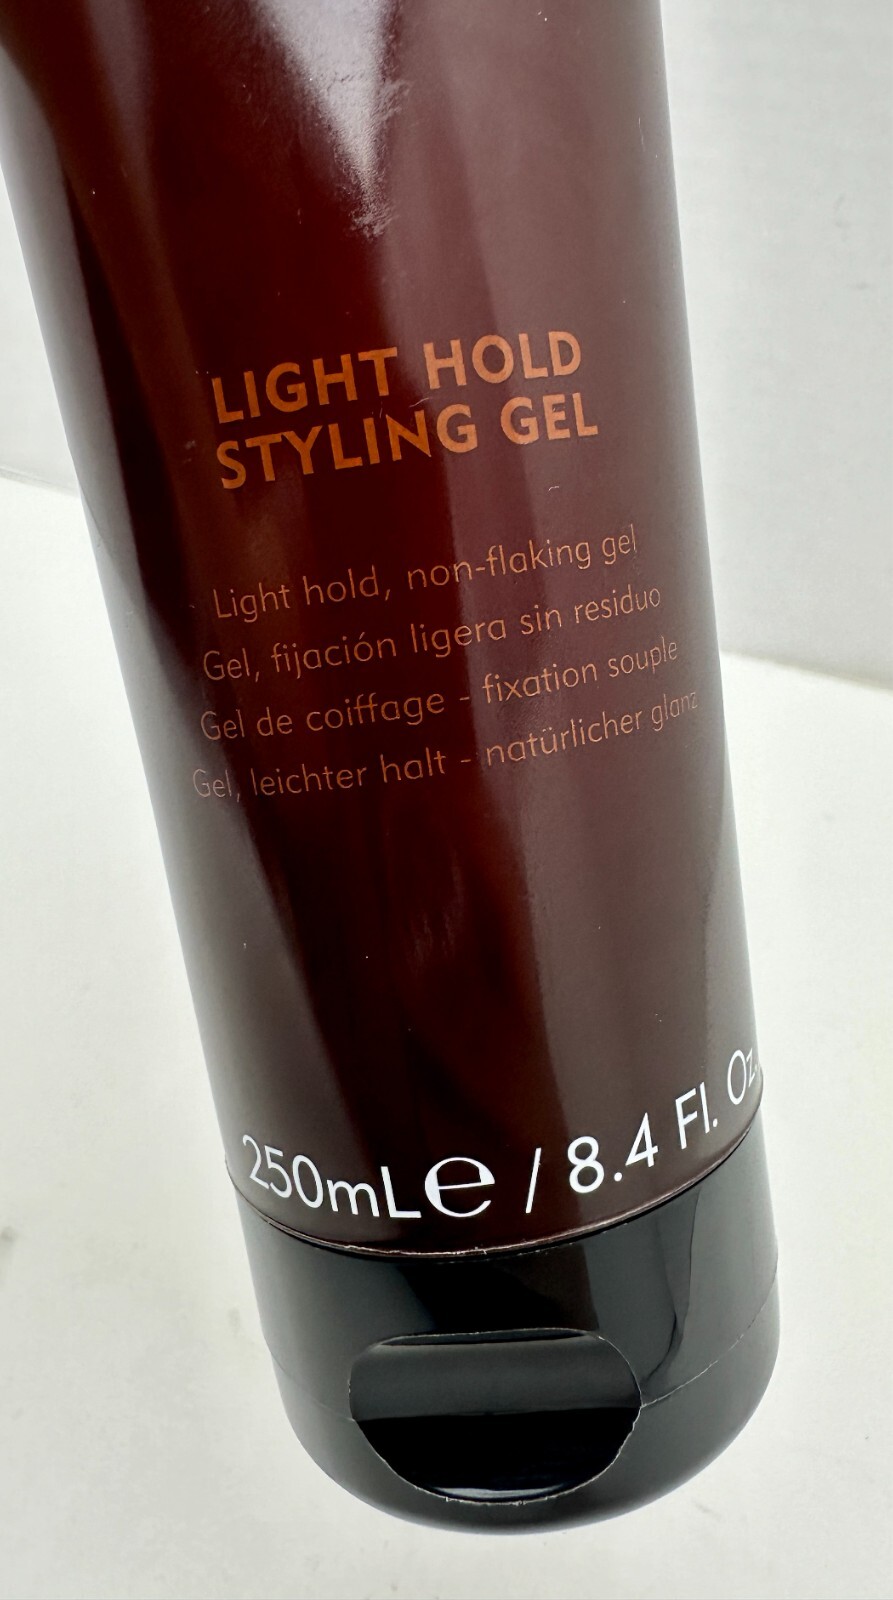 LIGHT HOLD
STYLING GEL
Light hold, non-flaking gel
Gel, fijación ligera sin residuo
Gel de coiffage - fixation souple
Gel, leichter halt - natürlicher glanz
250mL℮ / 8.4 Fl. Oz.